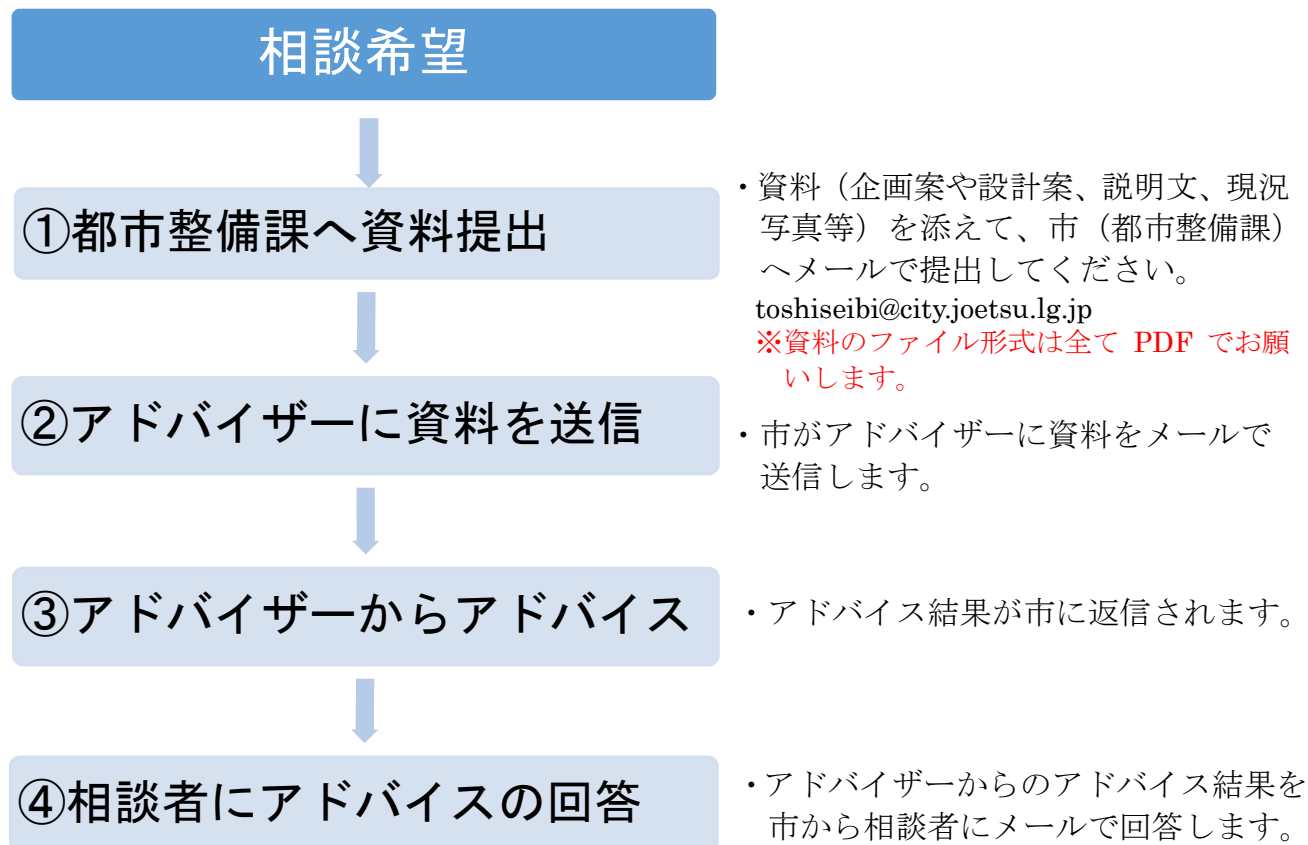 相談希望
①都市整備課へ資料提出
・資料（企画案や設計案、説明文、現況
写真等）を添えて、市（都市整備課）
へメールで提出してください。
toshiseibi@city.joetsu.lg.jp
※資料のファイル形式は全て PDF でお願
いします。
②アドバイザーに資料を送信
・市がアドバイザーに資料をメールで
送信します。
③アドバイザーからアドバイス
・アドバイス結果が市に返信されます。
④相談者にアドバイスの回答
・アドバイザーからのアドバイス結果を
市から相談者にメールで回答します。